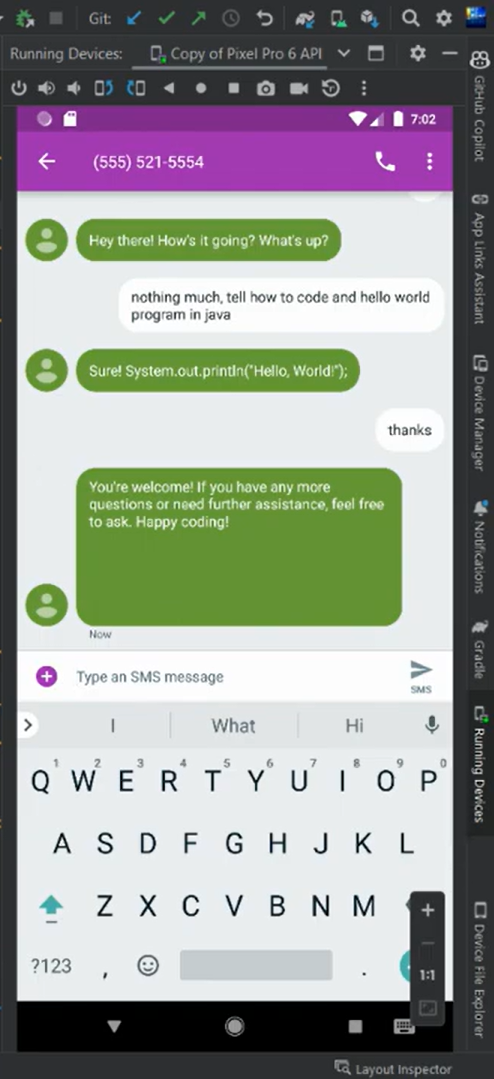 Git:
Running Devices:
Copy of Pixel Pro 6 API
7:02
(555) 521-5554
Hey there! How's it going? What's up?
nothing much, tell how to code and hello world
program in java
Sure! System.out.println("Hello, World!");
thanks
You're welcome! If you have any more
questions or need further assistance, feel free
to ask. Happy coding!
Now
Type an SMS message
SMS
I What Hi
1 2 3 4 5 6 7 8 9 0
Q W E R T Y U I O P
A S D F G H J K L
Z X C V B N M
?123 , .
1:1
GitHub Copilot
App Links Assistant
Device Manager
Notifications
Gradle
Running Devices
Device File Explorer
Layout Inspector